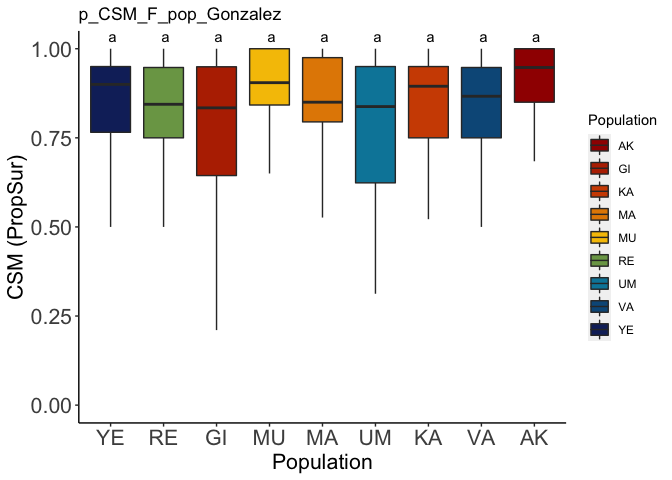 p_CSM_F_pop_Gonzalez
a a a a a a a a a
1.00
0.75
0.50
0.25
0.00
CSM (PropSur)
YE RE GI MU MA UM KA VA AK
Population
Population
AK
GI
KA
MA
MU
RE
UM
VA
YE